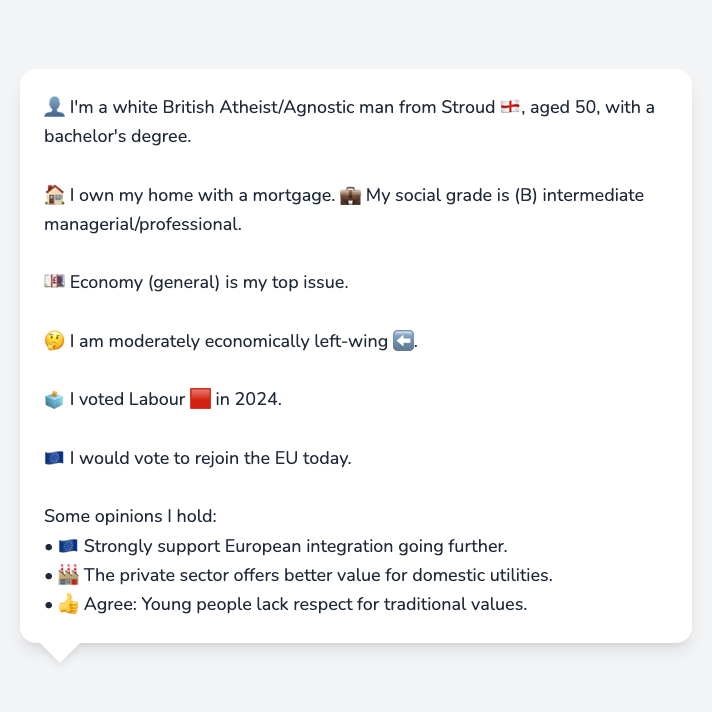 👤 I'm a white British Atheist/Agnostic man from Stroud 🏴󠁧󠁢󠁥󠁮󠁧󠁿, aged 50, with a
bachelor's degree.
🏠 I own my home with a mortgage. 💼 My social grade is (B) intermediate
managerial/professional.
💷 Economy (general) is my top issue.
🤔 I am moderately economically left-wing ⬅️.
🗳️ I voted Labour 🟥 in 2024.
🇪🇺 I would vote to rejoin the EU today.
Some opinions I hold:
• 🇪🇺 Strongly support European integration going further.
• 🏭 The private sector offers better value for domestic utilities.
• 👍 Agree: Young people lack respect for traditional values.